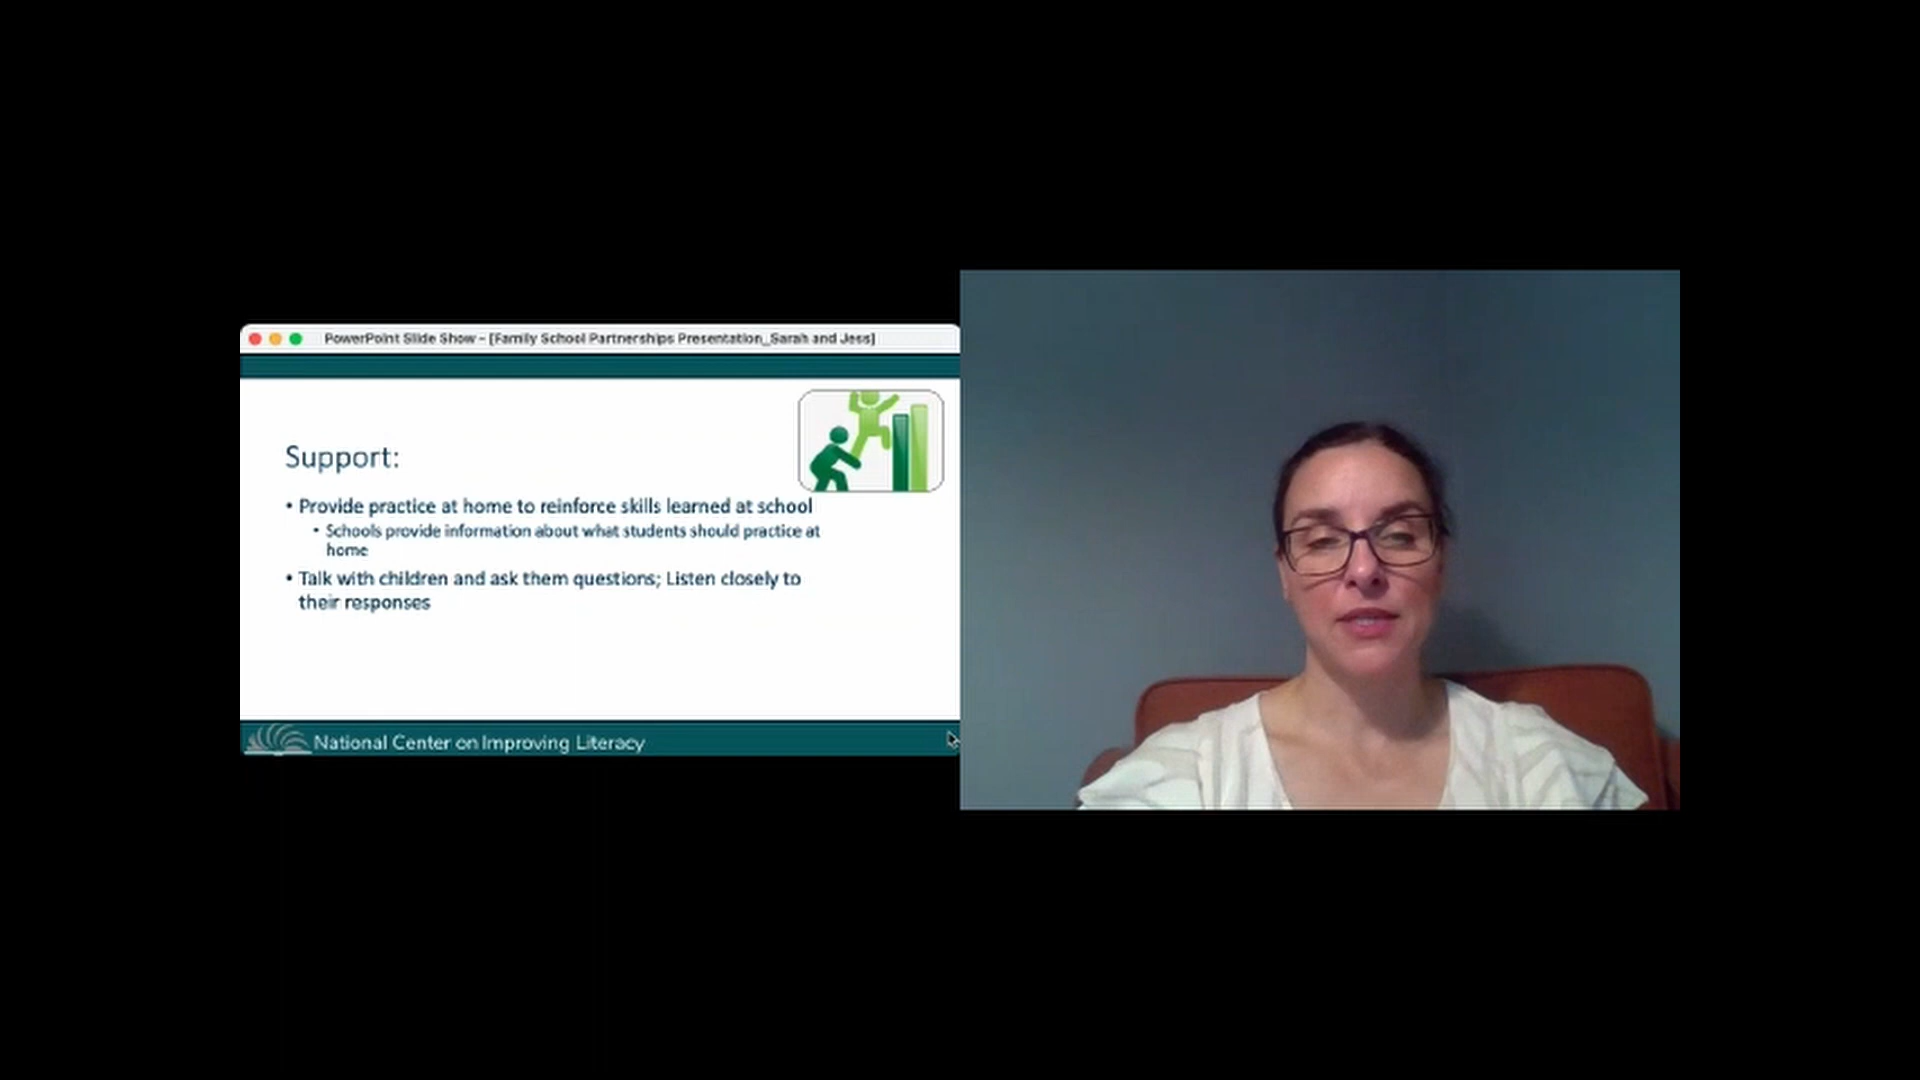 PowerPoint Slide Show - [Family School Partnerships Presentation_Sarah and Jess]
Support:
• Provide practice at home to reinforce skills learned at school
• Schools provide information about what students should practice at
home
• Talk with children and ask them questions; Listen closely to
their responses
National Center on Improving Literacy